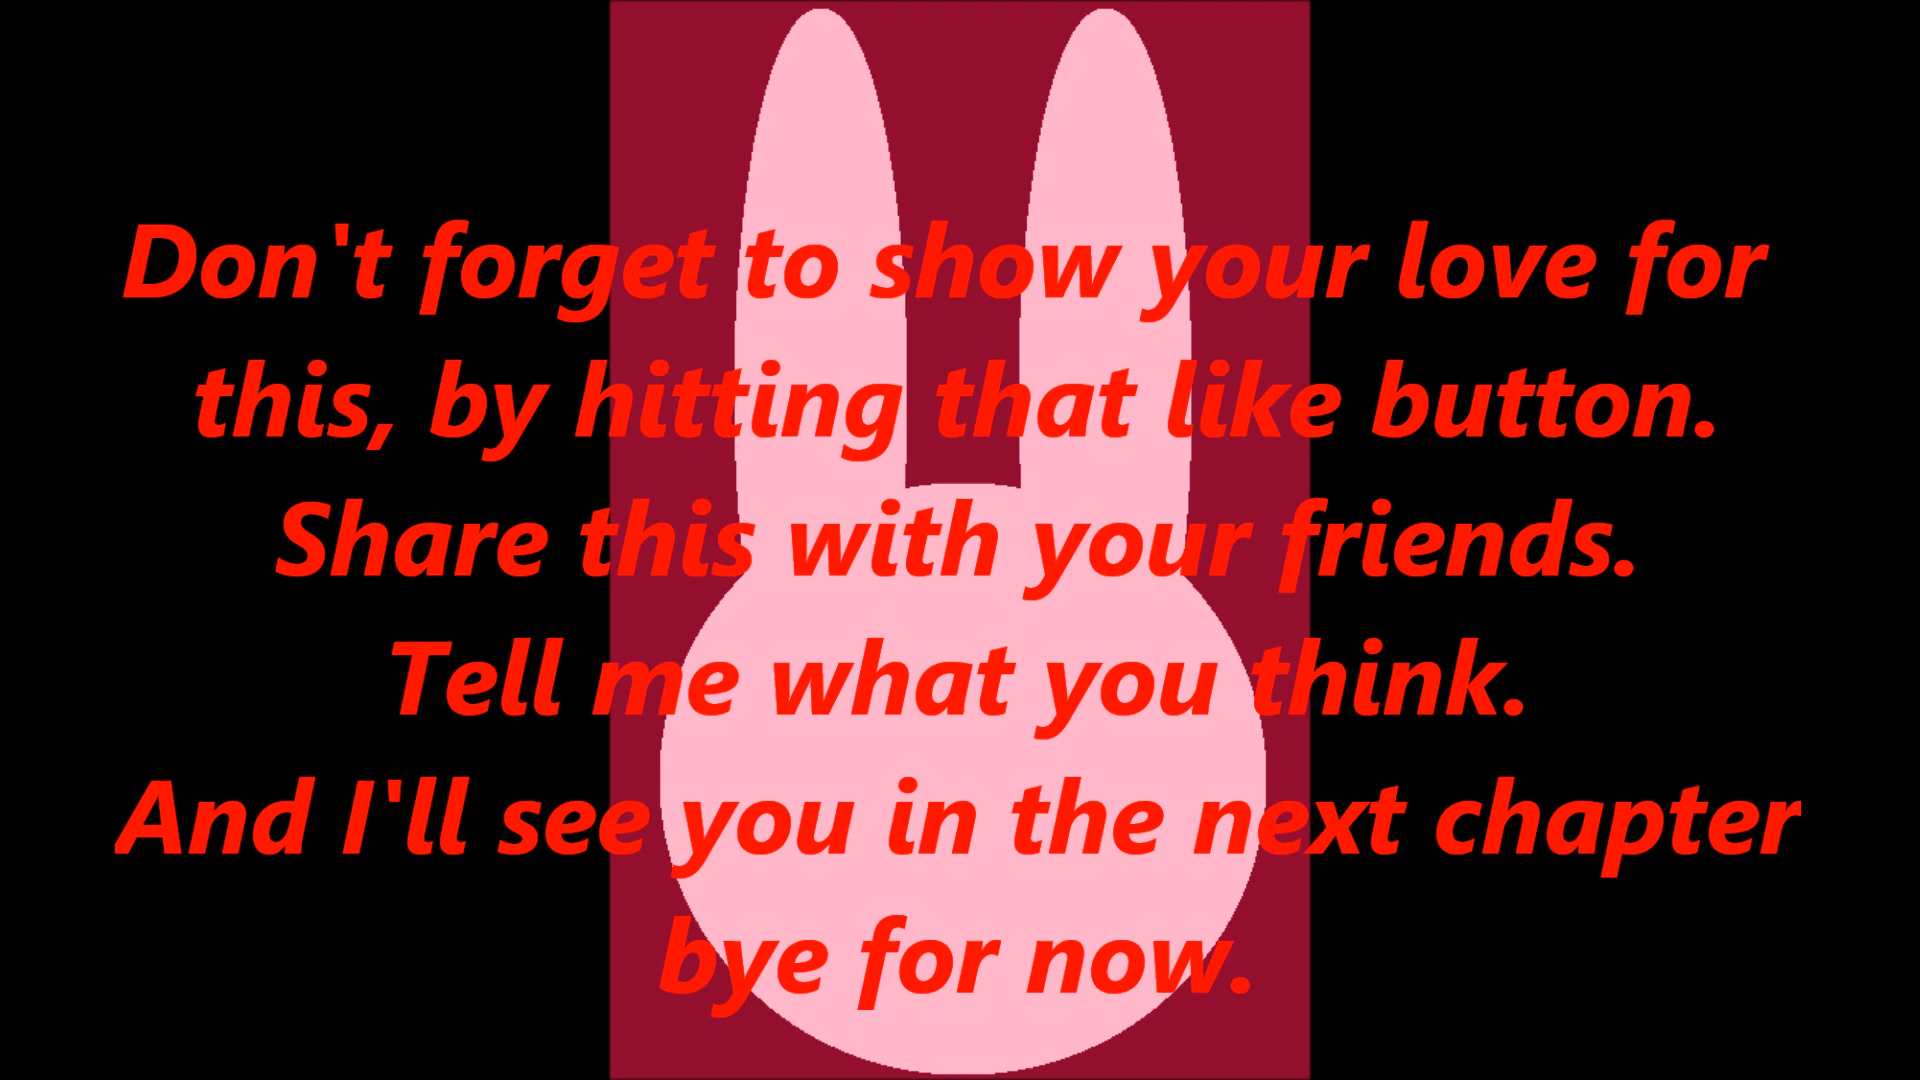 Don't forget to show your love for
this, by hitting that like button.
Share this with your friends.
Tell me what you think.
And I'll see you in the next chapter
bye for now.